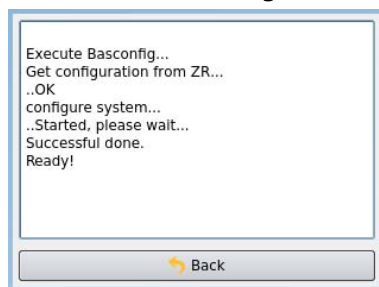 Execute Basconfig...
Get configuration from ZR...
..OK
configure system...
..Started, please wait...
Successful done.
Ready!
Back